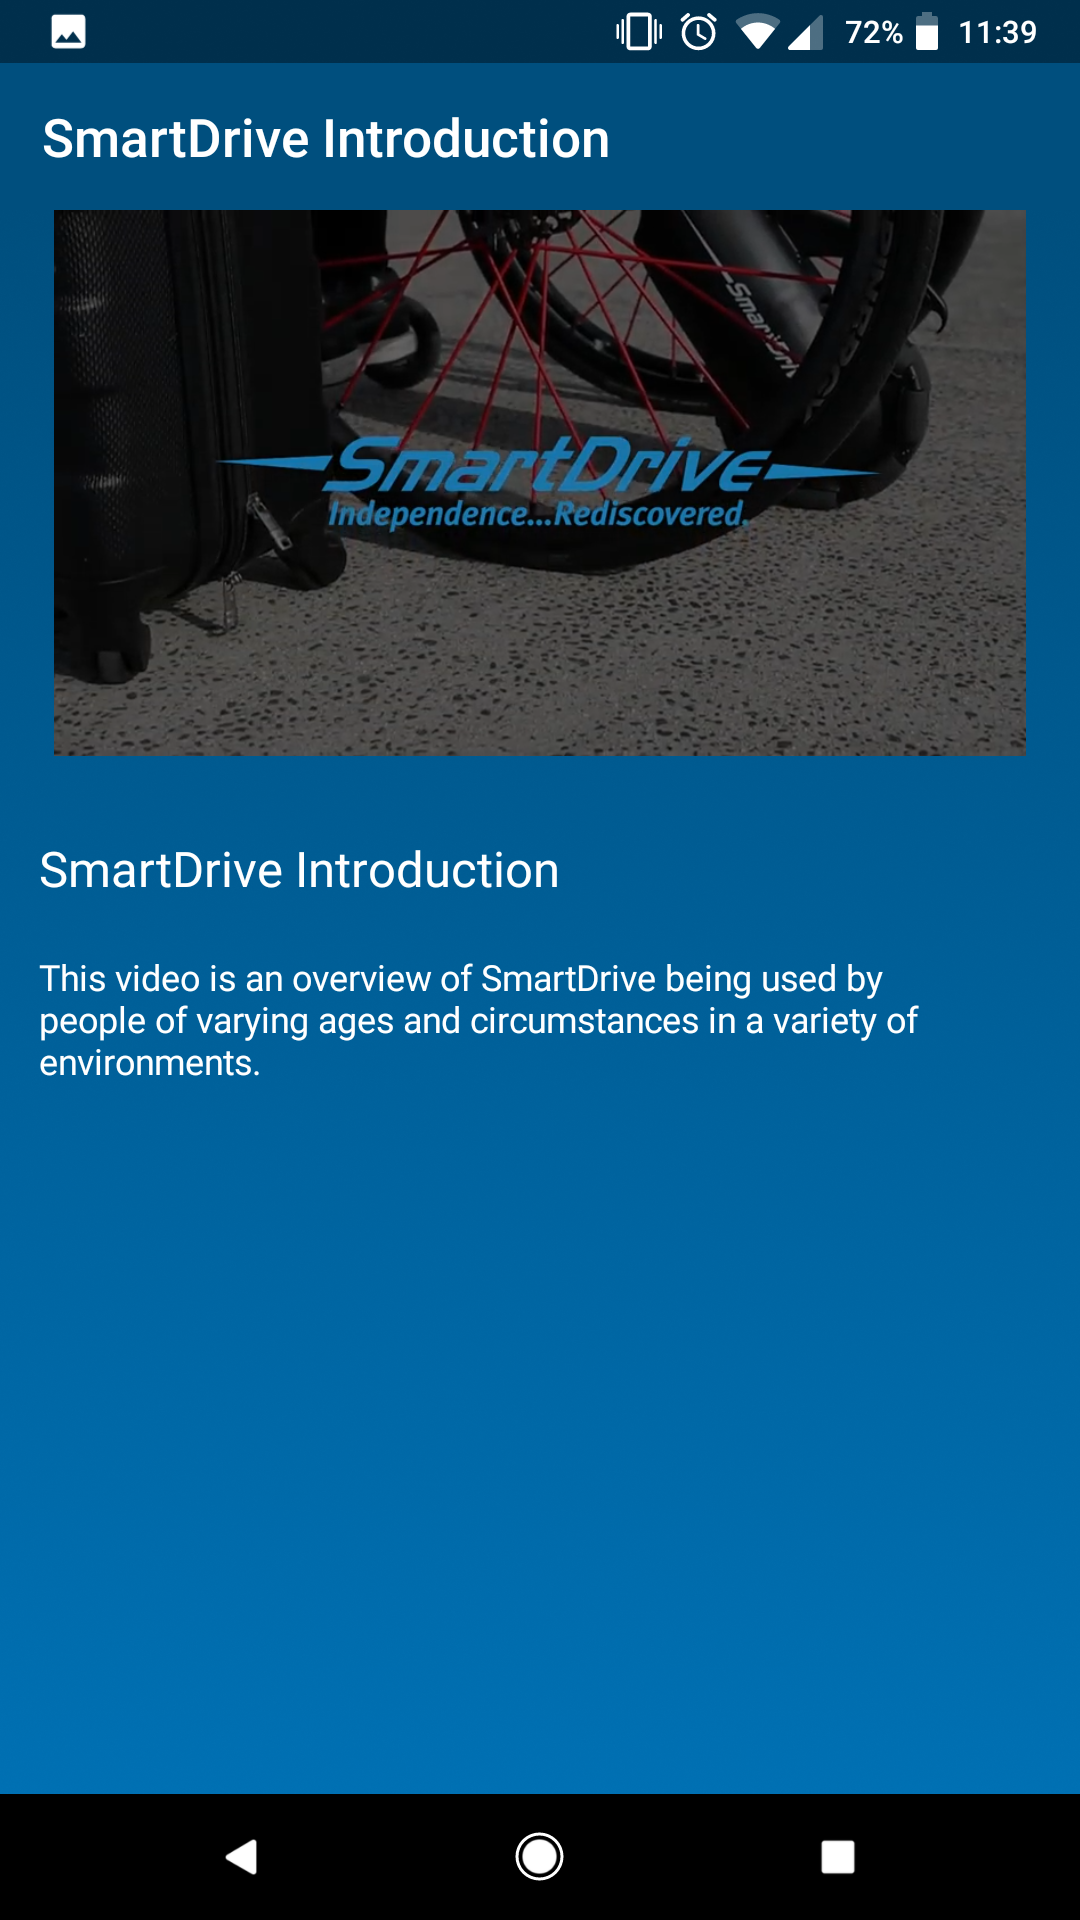 72% 11:39
SmartDrive Introduction
SmartDriv
SmartDrive
Independence...Rediscovered.
SmartDrive Introduction
This video is an overview of SmartDrive being used by
people of varying ages and circumstances in a variety of
environments.